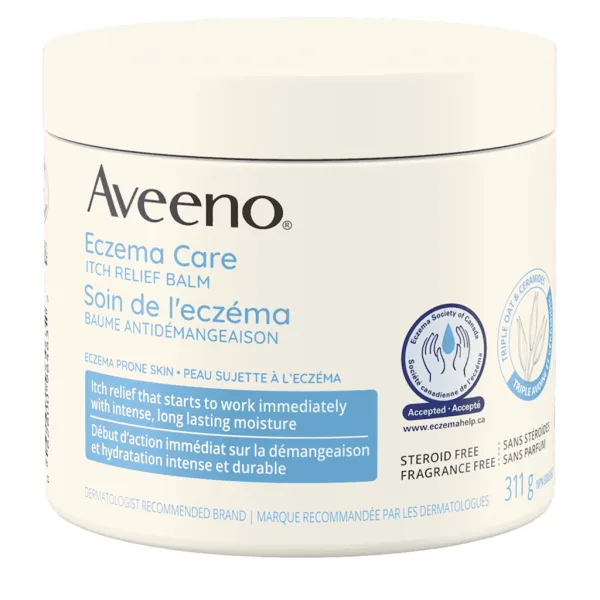 Aveeno®
Eczema Care
ITCH RELIEF BALM
Soin de l'eczéma
BAUME ANTIDÉMANGEAISON
ECZEMA PRONE SKIN • PEAU SUJETTE À L'ECZÉMA
Itch relief that starts to work immediately
with intense, long lasting moisture
Début d'action immédiat sur la démangeaison
et hydratation intense et durable
DERMATOLOGIST RECOMMENDED BRAND | MARQUE RECOMMANDÉE PAR LES DERMATOLOGUES
Eczema Society of Canada
Société canadienne de l'eczéma
Accepted • Accepté
www.eczemahelp.ca
TRIPLE OAT & CERAMIDES
TRIPLE AVOINE
STEROID FREE
FRAGRANCE FREE
SANS STÉROÏDES
SANS PARFUM
311 g